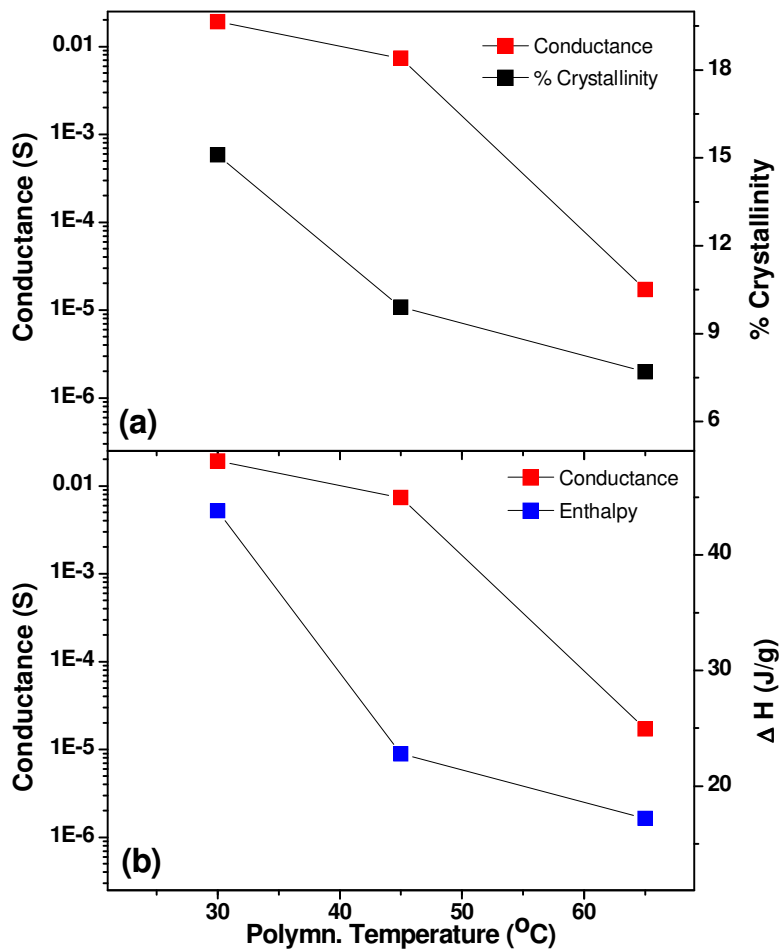 Conductance
% Crystallinity
0.01
1E-3
1E-4
1E-5
1E-6
Conductance (S)
18
15
12
9
6
% Crystallinity
(a)
Conductance
Enthalpy
0.01
1E-3
1E-4
1E-5
1E-6
Conductance (S)
40
30
20
Δ H (J/g)
(b)
30
40
50
60
Polymn. Temperature (⁰C)